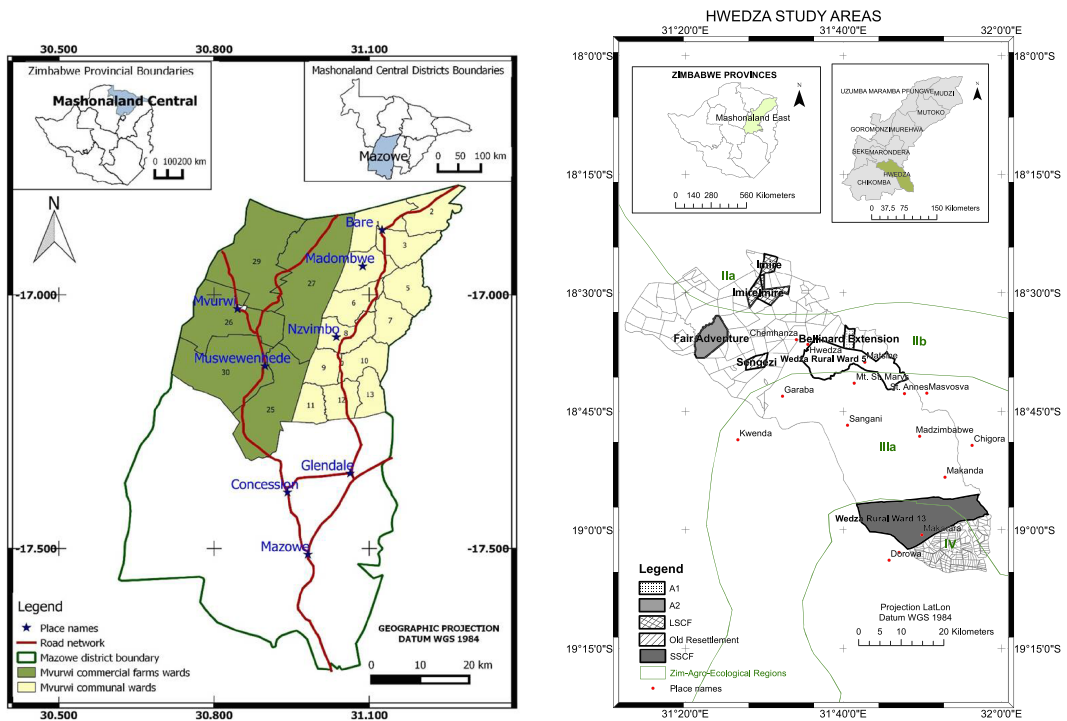 30.500
30.800
31.100
Zimbabwe Provincial Boundaries
Mashonaland Central
0 100200 km
Mashonaland Central Districts Boundaries
Mazowe
0 50 100 km
N
-17.000
-17.000
-17.500
-17.500
Bare
2
3
Madombwe
29
27
5
Mvurwi
6
7
26
Nzvimbo
8
Muswewenhede
30
9
10
25
11
12
13
Glendale
Concession
Mazowe
Legend
Place names
Road network
Mazowe district boundary
Mvurwi commercial farms wards
Mvurwi communal wards
GEOGRAPHIC PROJECTION
DATUM WGS 1984
0 10 20 km
30.500
30.800
31.100
HWEDZA STUDY AREAS
31°20'0"E
31°40'0"E
32°0'0"E
18°0'0"S
18°0'0"S
18°15'0"S
18°15'0"S
18°30'0"S
18°30'0"S
18°45'0"S
18°45'0"S
19°0'0"S
19°0'0"S
19°15'0"S
19°15'0"S
ZIMBABWE PROVINCES
N
Mashonaland East
0 140 280 560 Kilometers
N
UZUMBA MARAMBA PFUNGWE
MUDZI
MUTOKO
GOROMONZI
MUREHWA
SEKE
MARONDERA
HWEDZA
CHIKOMBA
0 37.5 75 150 Kilometers
IIa
Imire
Imire
Imire
Chemhanza
Bellinard Extension
IIb
Fair Adventure
Hwedza
Wedza Rural Ward 5
Matsine
Sengezi
Mt. St. Marys
St. Annes
Masvosva
Garaba
Sangani
Kwenda
IIIa
Madzimbabwe
Chigora
Makanda
Wedza Rural Ward 13
Makarara
IV
Dorowa
Legend
A1
A2
LSCF
Old Resettlement
SSCF
Zim-Agro-Ecological Regions
Place names
Projection LatLon
Datum WGS 1984
0 5 10 20 Kilometers
31°20'0"E
31°40'0"E
32°0'0"E